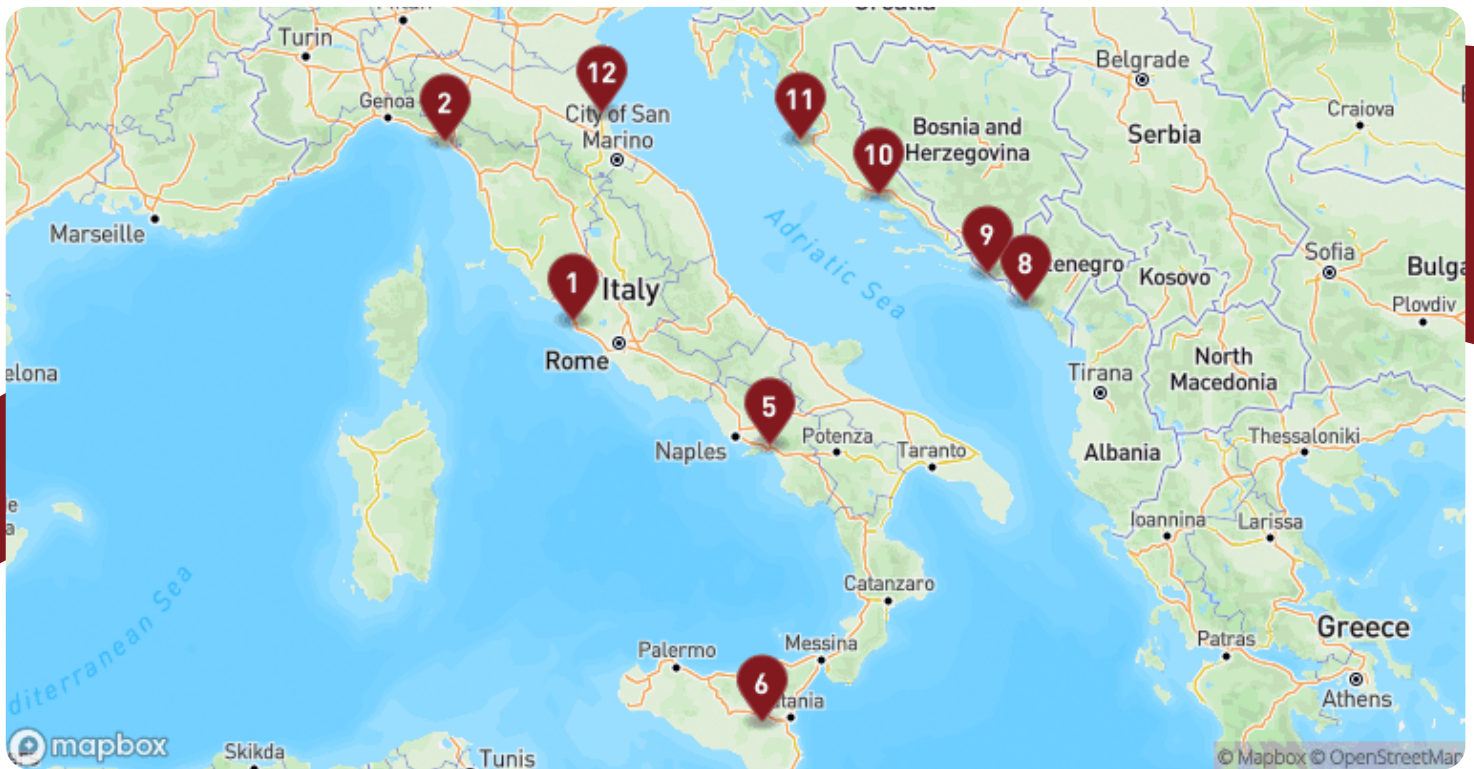 Turin
Genoa
2
12
City of San
Marino
11
10
Bosnia and
Herzegovina
Belgrade
Serbia
Craiova
Marseille
Adriatic Sea
9
8
tenegro
Kosovo
Sofia
Bulga
Plovdiv
1
Italy
Rome
elona
North
Macedonia
Tirana
5
Naples
Potenza
Taranto
Albania
Thessaloniki
Ioannina
Larissa
Catanzaro
diterranean Sea
Palermo
Messina
6
tania
Patras
Greece
Athens
mapbox
Skikda
Tunis
© Mapbox © OpenStreetMap